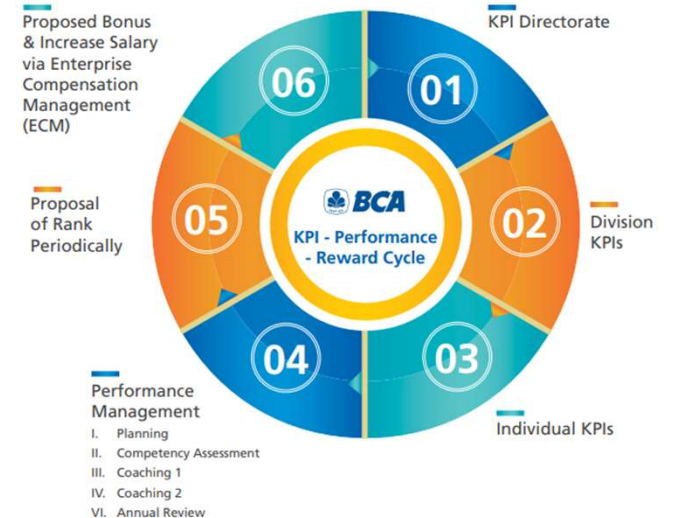 Proposed Bonus
& Increase Salary
via Enterprise
Compensation
Management
(ECM)
KPI Directorate
06
01
Proposal
of Rank
Periodically
05
BCA
KPI - Performance
- Reward Cycle
02
Division
KPIs
04
03
Performance
Management
I. Planning
II. Competency Assessment
III. Coaching 1
IV. Coaching 2
VI. Annual Review
Individual KPIs